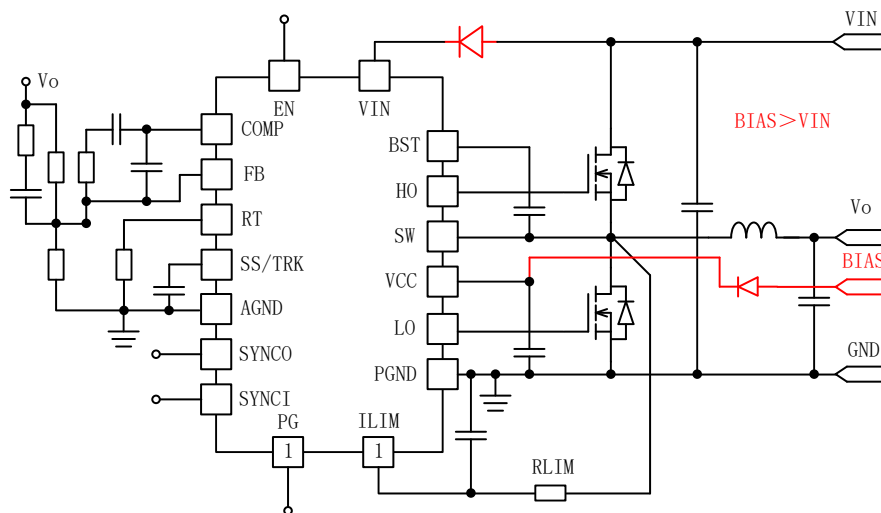 VIN
Vo
EN
VIN
COMP
BST
BIAS＞VIN
FB
HO
RT
SW
Vo
SS/TRK
VCC
BIAS
AGND
LO
SYNCO
GND
PGND
SYNCI
PG
ILIM
1
1
RLIM